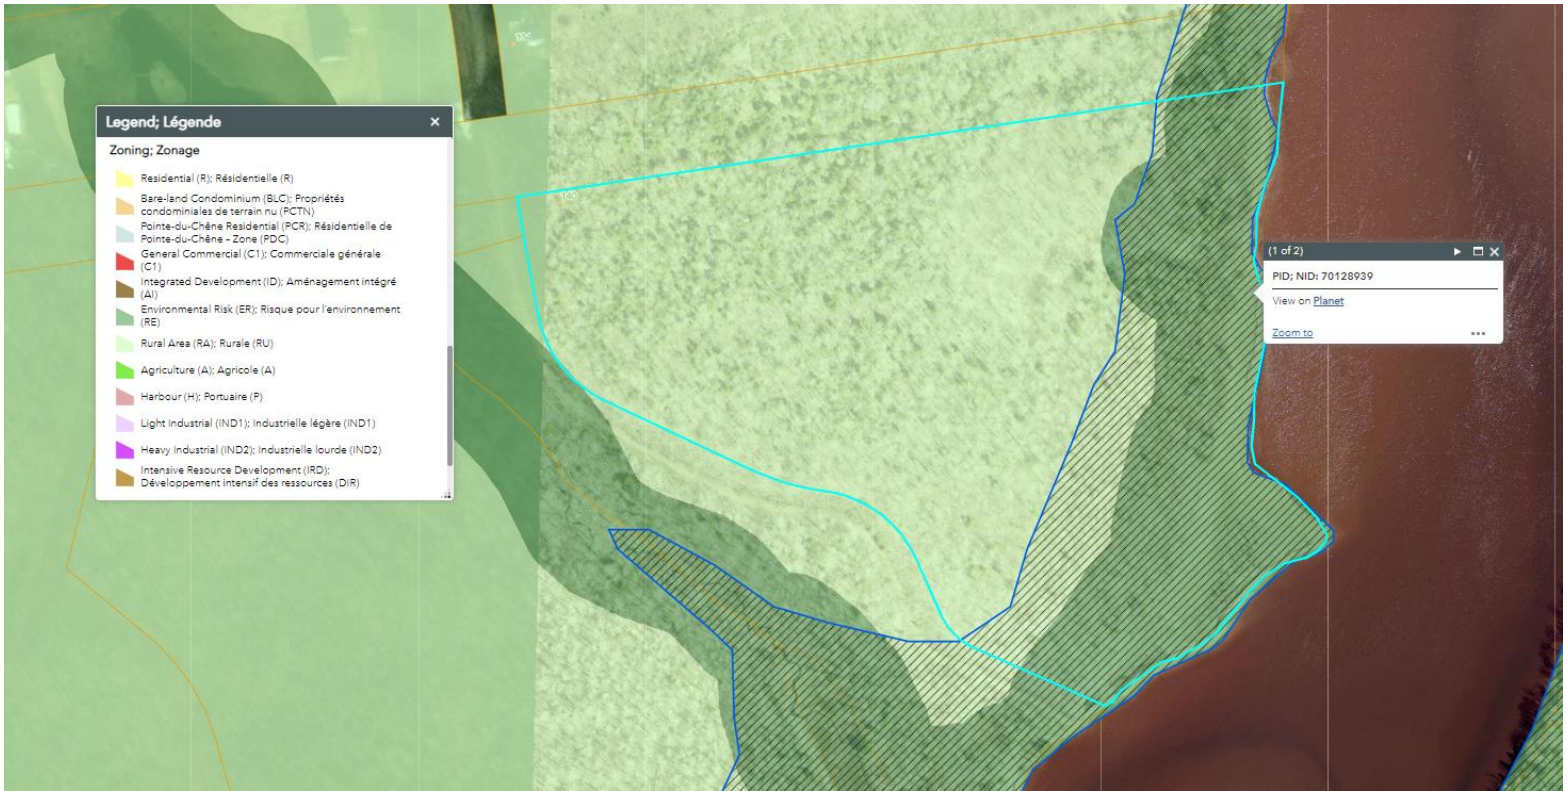 Legend; Légende
Zoning; Zonage
Residential (R); Résidentielle (R)
Bare-land Condominium (BLC); Propriétés
condominiales de terrain nu (PCTN)
Pointe-du-Chêne Residential (PCR); Résidentielle de
Pointe-du-Chêne - Zone (PDC)
General Commercial (C1); Commerciale générale
(C1)
Integrated Development (ID); Aménagement intégré
(AI)
Environmental Risk (ER); Risque pour l'environnement
(RE)
Rural Area (RA); Rurale (RU)
Agriculture (A); Agricole (A)
Harbour (H); Portuaire (P)
Light Industrial (IND1); Industrielle légère (IND1)
Heavy Industrial (IND2); Industrielle lourde (IND2)
Intensive Resource Development (IRD);
Développement intensif des ressources (DIR)
(1 of 2)
PID; NID: 70128939
View on Planet
Zoom to